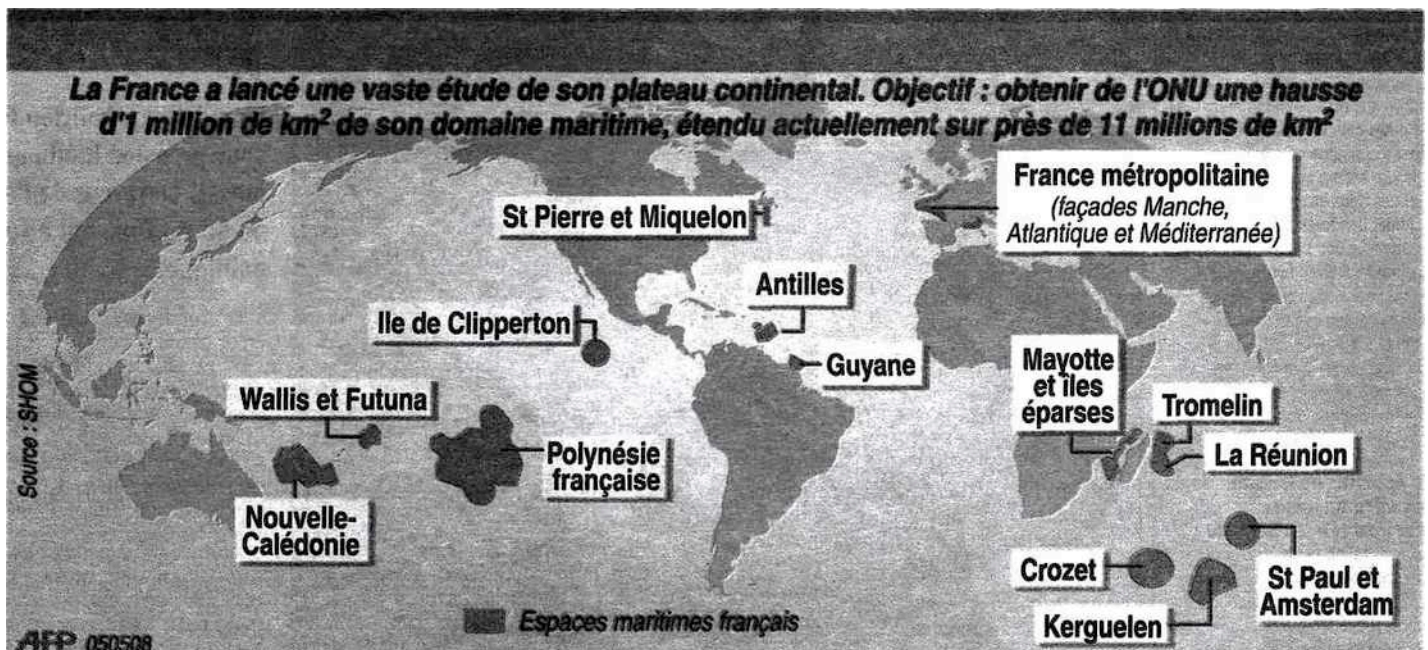 La France a lancé une vaste étude de son plateau continental. Objectif : obtenir de l'ONU une hausse
d'1 million de km² de son domaine maritime, étendu actuellement sur près de 11 millions de km²
France métropolitaine
(façades Manche,
Atlantique et Méditerranée)
St Pierre et Miquelon
Antilles
Ile de Clipperton
Guyane
Mayotte
et îles
éparses
Tromelin
La Réunion
Wallis et Futuna
Polynésie
française
Nouvelle-
Calédonie
Crozet
Kerguelen
St Paul et
Amsterdam
Espaces maritimes français
Source : SHOM
AFP 050508